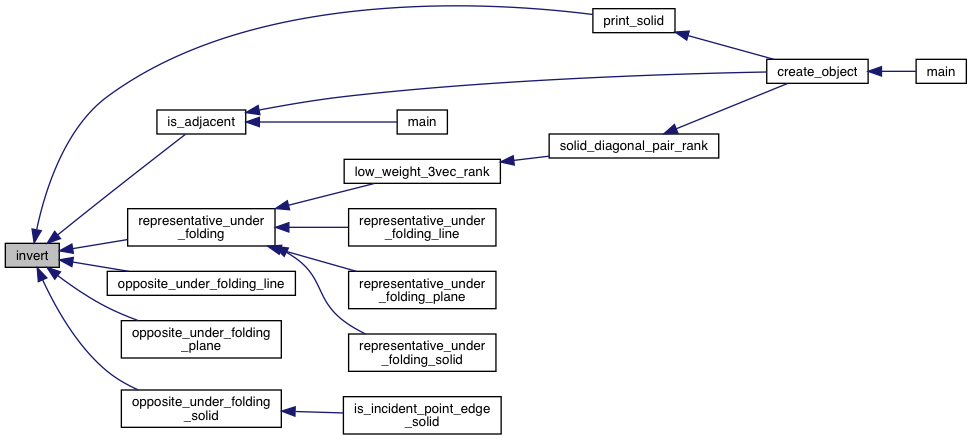 print_solid
create_object
main
is_adjacent
main
solid_diagonal_pair_rank
low_weight_3vec_rank
representative_under
_folding
representative_under
_folding_line
invert
opposite_under_folding_line
representative_under
_folding_plane
opposite_under_folding
_plane
representative_under
_folding_solid
opposite_under_folding
_solid
is_incident_point_edge
_solid